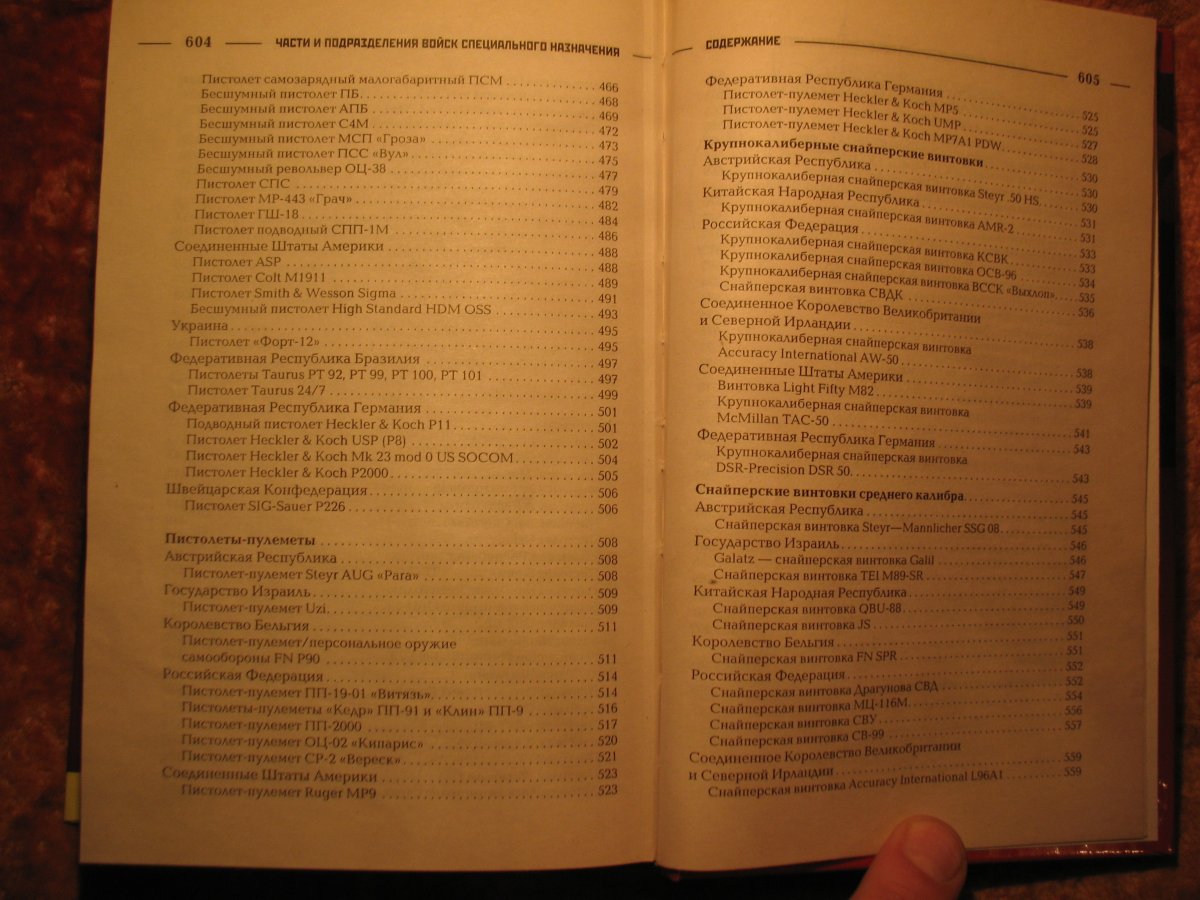 604 ЧАСТИ И ПОДРАЗДЕЛЕНИЯ ВОЙСК СПЕЦИАЛЬНОГО НАЗНАЧЕНИЯ
Пистолет самозарядный малогабаритный ПСМ 466
Бесшумный пистолет ПБ. 468
Бесшумный пистолет АПБ 469
Бесшумный пистолет С4М 472
Бесшумный пистолет МСП «Гроза» 473
Бесшумный пистолет ПСС «Вул» 475
Бесшумный револьвер ОЦ-38 477
Пистолет СПС 479
Пистолет МР-443 «Грач» 482
Пистолет ГШ-18 484
Пистолет подводный СПП-1М 486
Соединенные Штаты Америки 488
Пистолет ASP 488
Пистолет Colt M1911 489
Пистолет Smith & Wesson Sigma 491
Бесшумный пистолет High Standard HDM OSS 493
Украина 495
Пистолет «Форт-12» 495
Федеративная Республика Бразилия 497
Пистолеты Taurus PT 92, PT 99, PT 100, PT 101 497
Пистолет Taurus 24/7 499
Федеративная Республика Германия 501
Подводный пистолет Heckler & Koch P11 501
Пистолет Heckler & Koch USP (P8) 502
Пистолет Heckler & Koch Mk 23 mod 0 US SOCOM 504
Пистолет Heckler & Koch P2000 505
Швейцарская Конфедерация 506
Пистолет SIG-Sauer P226 506
Пистолеты-пулеметы 508
Австрийская Республика 508
Пистолет-пулемет Steyr AUG «Para» 508
Государство Израиль 509
Пистолет-пулемет Uzi 509
Королевство Бельгия 511
Пистолет-пулемет/персональное оружие
самообороны FN P90 511
Российская Федерация 514
Пистолет-пулемет ПП-19-01 «Витязь» 514
Пистолеты-пулеметы «Кедр» ПП-91 и «Клин» ПП-9 516
Пистолет-пулемет ПП-2000 517
Пистолет-пулемет ОЦ-02 «Кипарис» 520
Пистолет-пулемет СР-2 «Вереск» 521
Соединенные Штаты Америки 523
Пистолет-пулемет Ruger MP9 523
СОДЕРЖАНИЕ 605
Федеративная Республика Германия 525
Пистолет-пулемет Heckler & Koch MP5 525
Пистолет-пулемет Heckler & Koch UMP 527
Пистолет-пулемет Heckler & Koch MP7A1 PDW 528
Крупнокалиберные снайперские винтовки 530
Австрийская Республика 530
Крупнокалиберная снайперская винтовка Steyr .50 HS 530
Китайская Народная Республика 531
Крупнокалиберная снайперская винтовка AMR-2 531
Российская Федерация 533
Крупнокалиберная снайперская винтовка КСВК 533
Крупнокалиберная снайперская винтовка ОСВ-96 534
Крупнокалиберная снайперская винтовка ВССК «Выхлоп» 535
Снайперская винтовка СВДК 536
Соединенное Королевство Великобритании
и Северной Ирландии 538
Крупнокалиберная снайперская винтовка
Accuracy International AW-50 538
Соединенные Штаты Америки 539
Винтовка Light Fifty M82 539
Крупнокалиберная снайперская винтовка
McMillan TAC-50 541
Федеративная Республика Германия 543
Крупнокалиберная снайперская винтовка
DSR-Precision DSR 50. 543
Снайперские винтовки среднего калибра 545
Австрийская Республика 545
Снайперская винтовка Steyr—Mannlicher SSG 08 545
Государство Израиль 546
Galatz — снайперская винтовка Galil 546
Снайперская винтовка TEI M89-SR 547
Китайская Народная Республика 549
Снайперская винтовка QBU-88 549
Снайперская винтовка JS 550
Королевство Бельгия 551
Снайперская винтовка FN SPR 551
Российская Федерация 552
Снайперская винтовка Драгунова СВД 552
Снайперская винтовка МЦ-116М 554
Снайперская винтовка СВУ 556
Снайперская винтовка СВ-99 557
Соединенное Королевство Великобритании
и Северной Ирландии 559
Снайперская винтовка Accuracy International L96A1 559